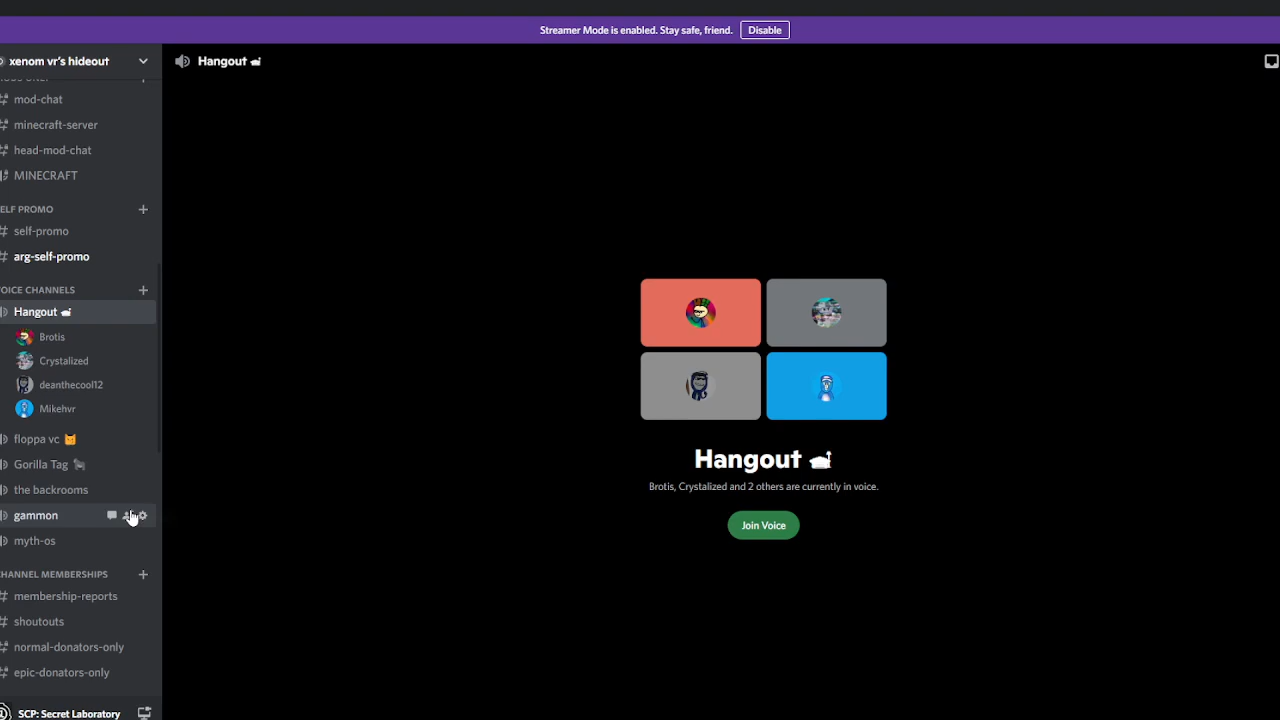 Streamer Mode is enabled. Stay safe, friend. Disable
xenom vr's hideout
Hangout
mod-chat
minecraft-server
head-mod-chat
MINECRAFT
ELF PROMO
self-promo
arg-self-promo
OICE CHANNELS
Hangout
Brotis
Crystalized
deanthecool12
Mikehvr
floppa vc
Gorilla Tag
the backrooms
gammon
myth-os
HANNEL MEMBERSHIPS
membership-reports
shoutouts
normal-donators-only
epic-donators-only
SCP: Secret Laboratory
Hangout
Brotis, Crystalized and 2 others are currently in voice.
Join Voice